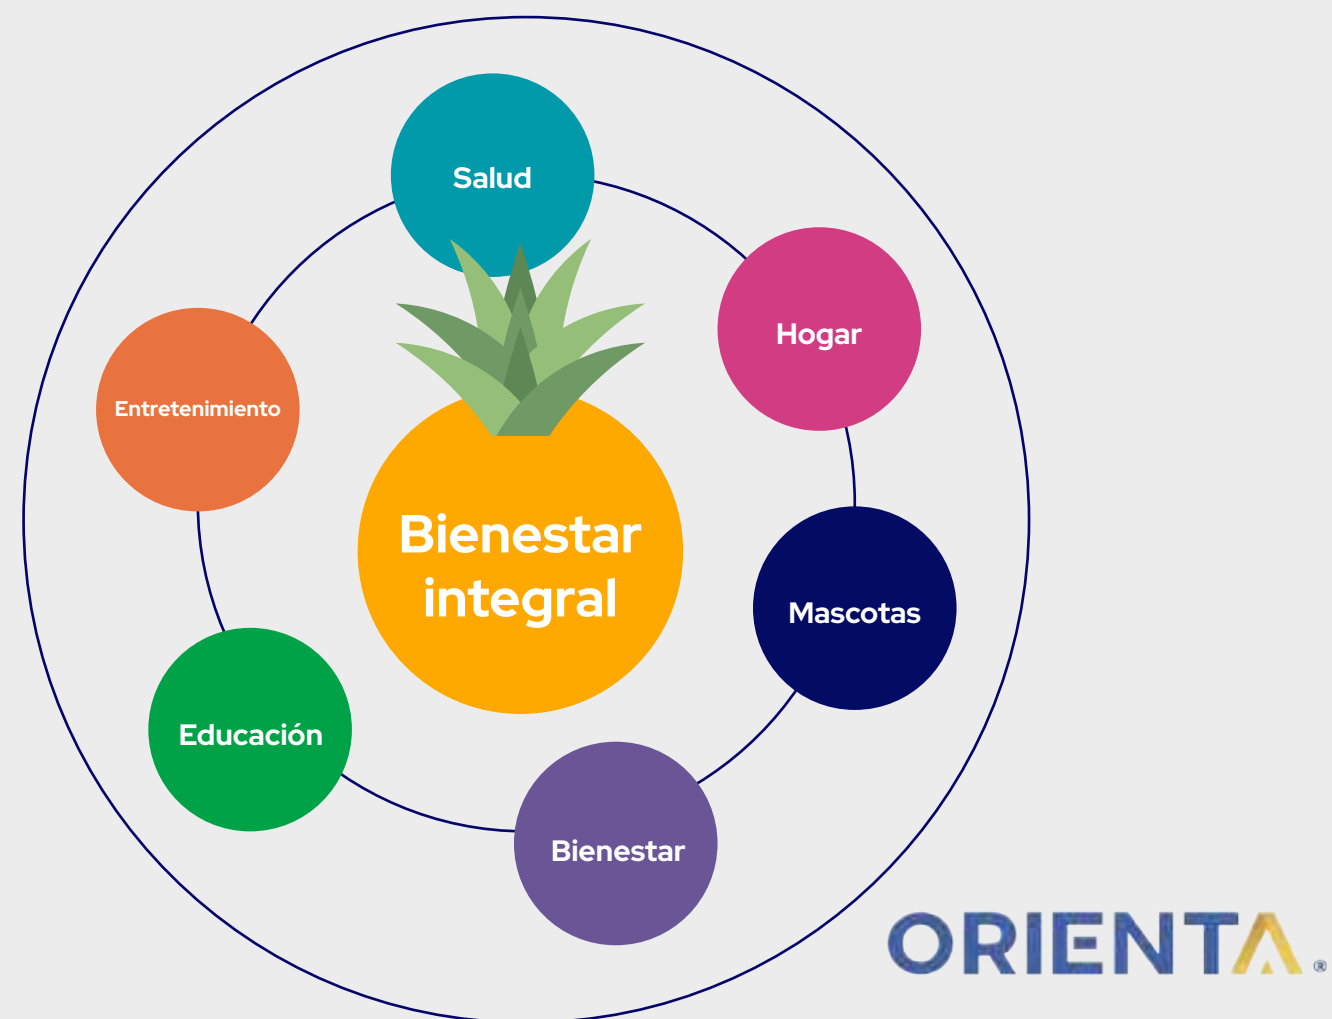 Salud
Hogar
Entretenimiento
Bienestar
integral
Mascotas
Educación
Bienestar
ORIENTA®